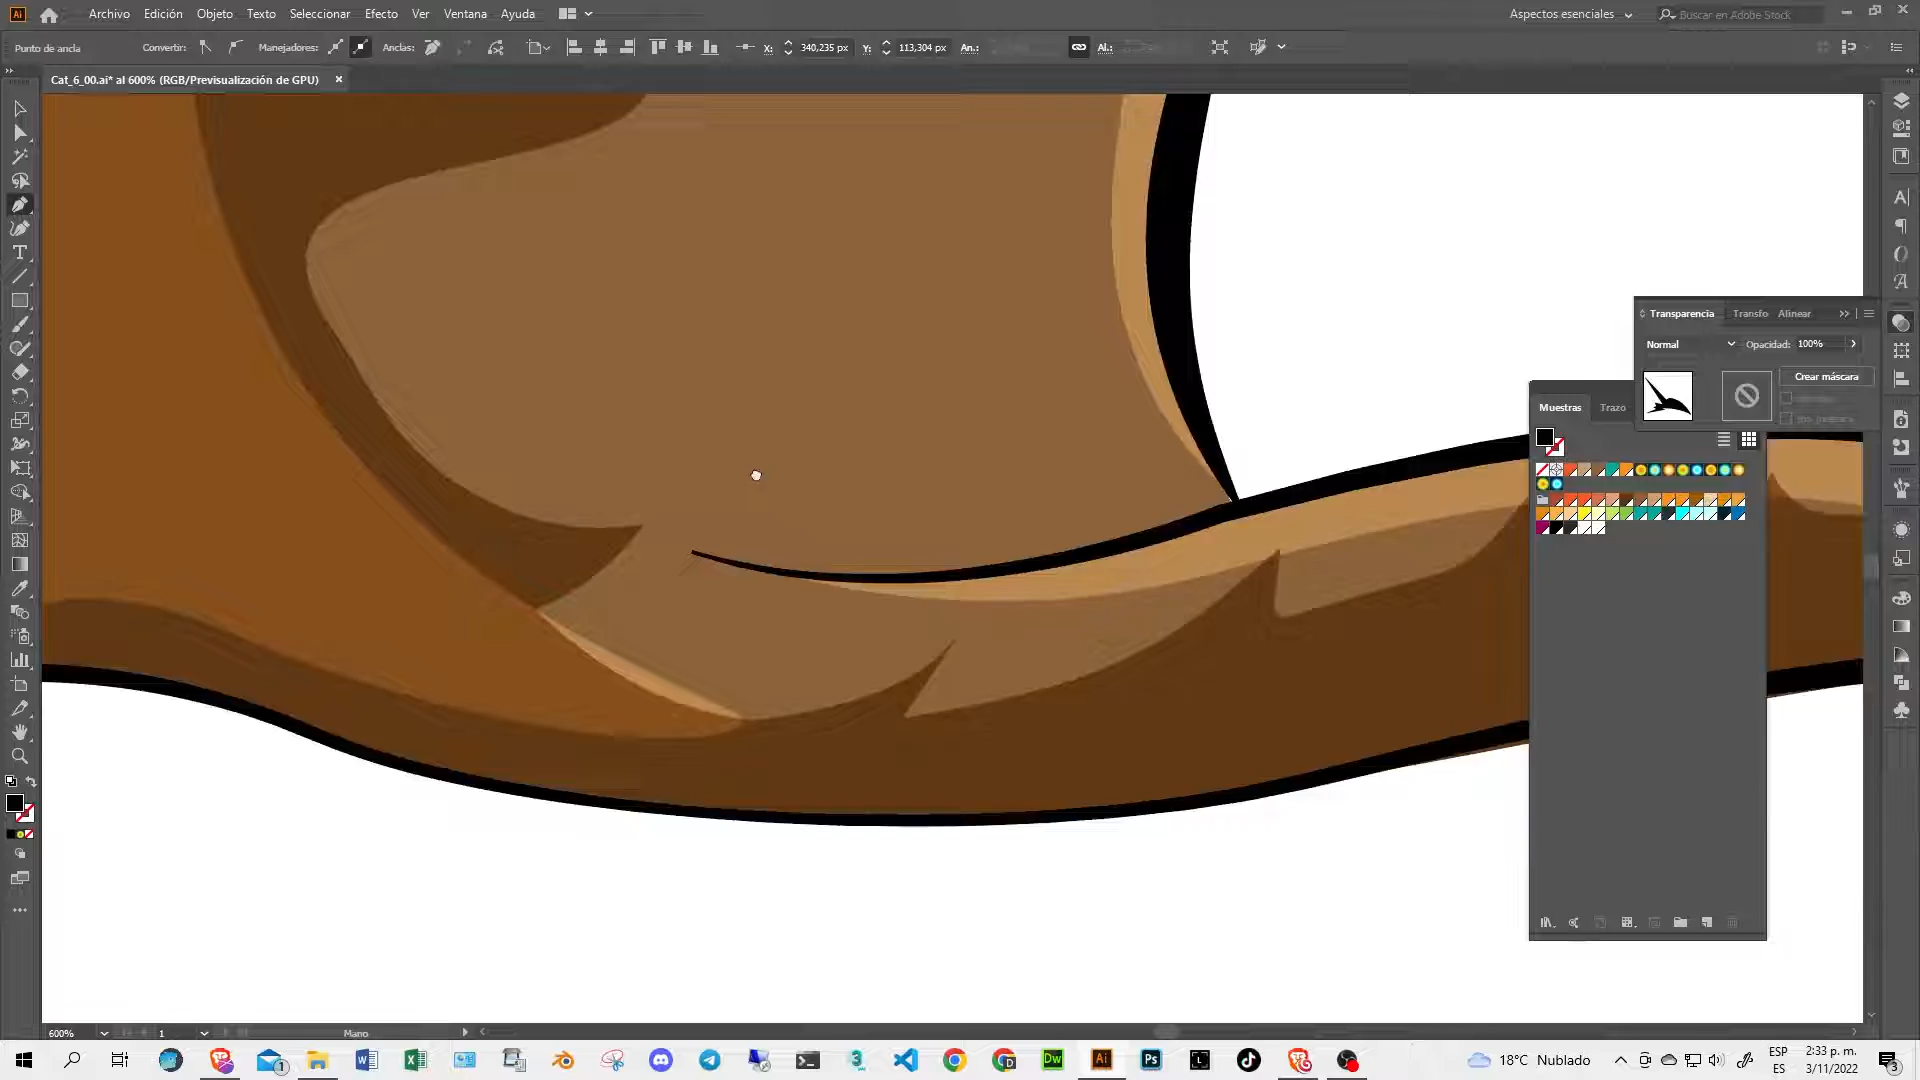 Ai Archivo Edición Objeto Texto Seleccionar Efecto Ver Ventana Ayuda Aspectos esenciales Buscar en Adobe Stock
Punto de ancla Convertir: Manejadores: Anclas: X: 340,235 px Y: 113,304 px An.: Al.:
Cat_6_00.ai* al 600% (RGB/Previsualización de GPU) ×
Transparencia Transfo Alinear
Normal Opacidad: 100%
Crear máscara
Muestras Trazo
600% 1 Mano
18°C Nublado
ESP
ES
2:33 p. m.
3/11/2022